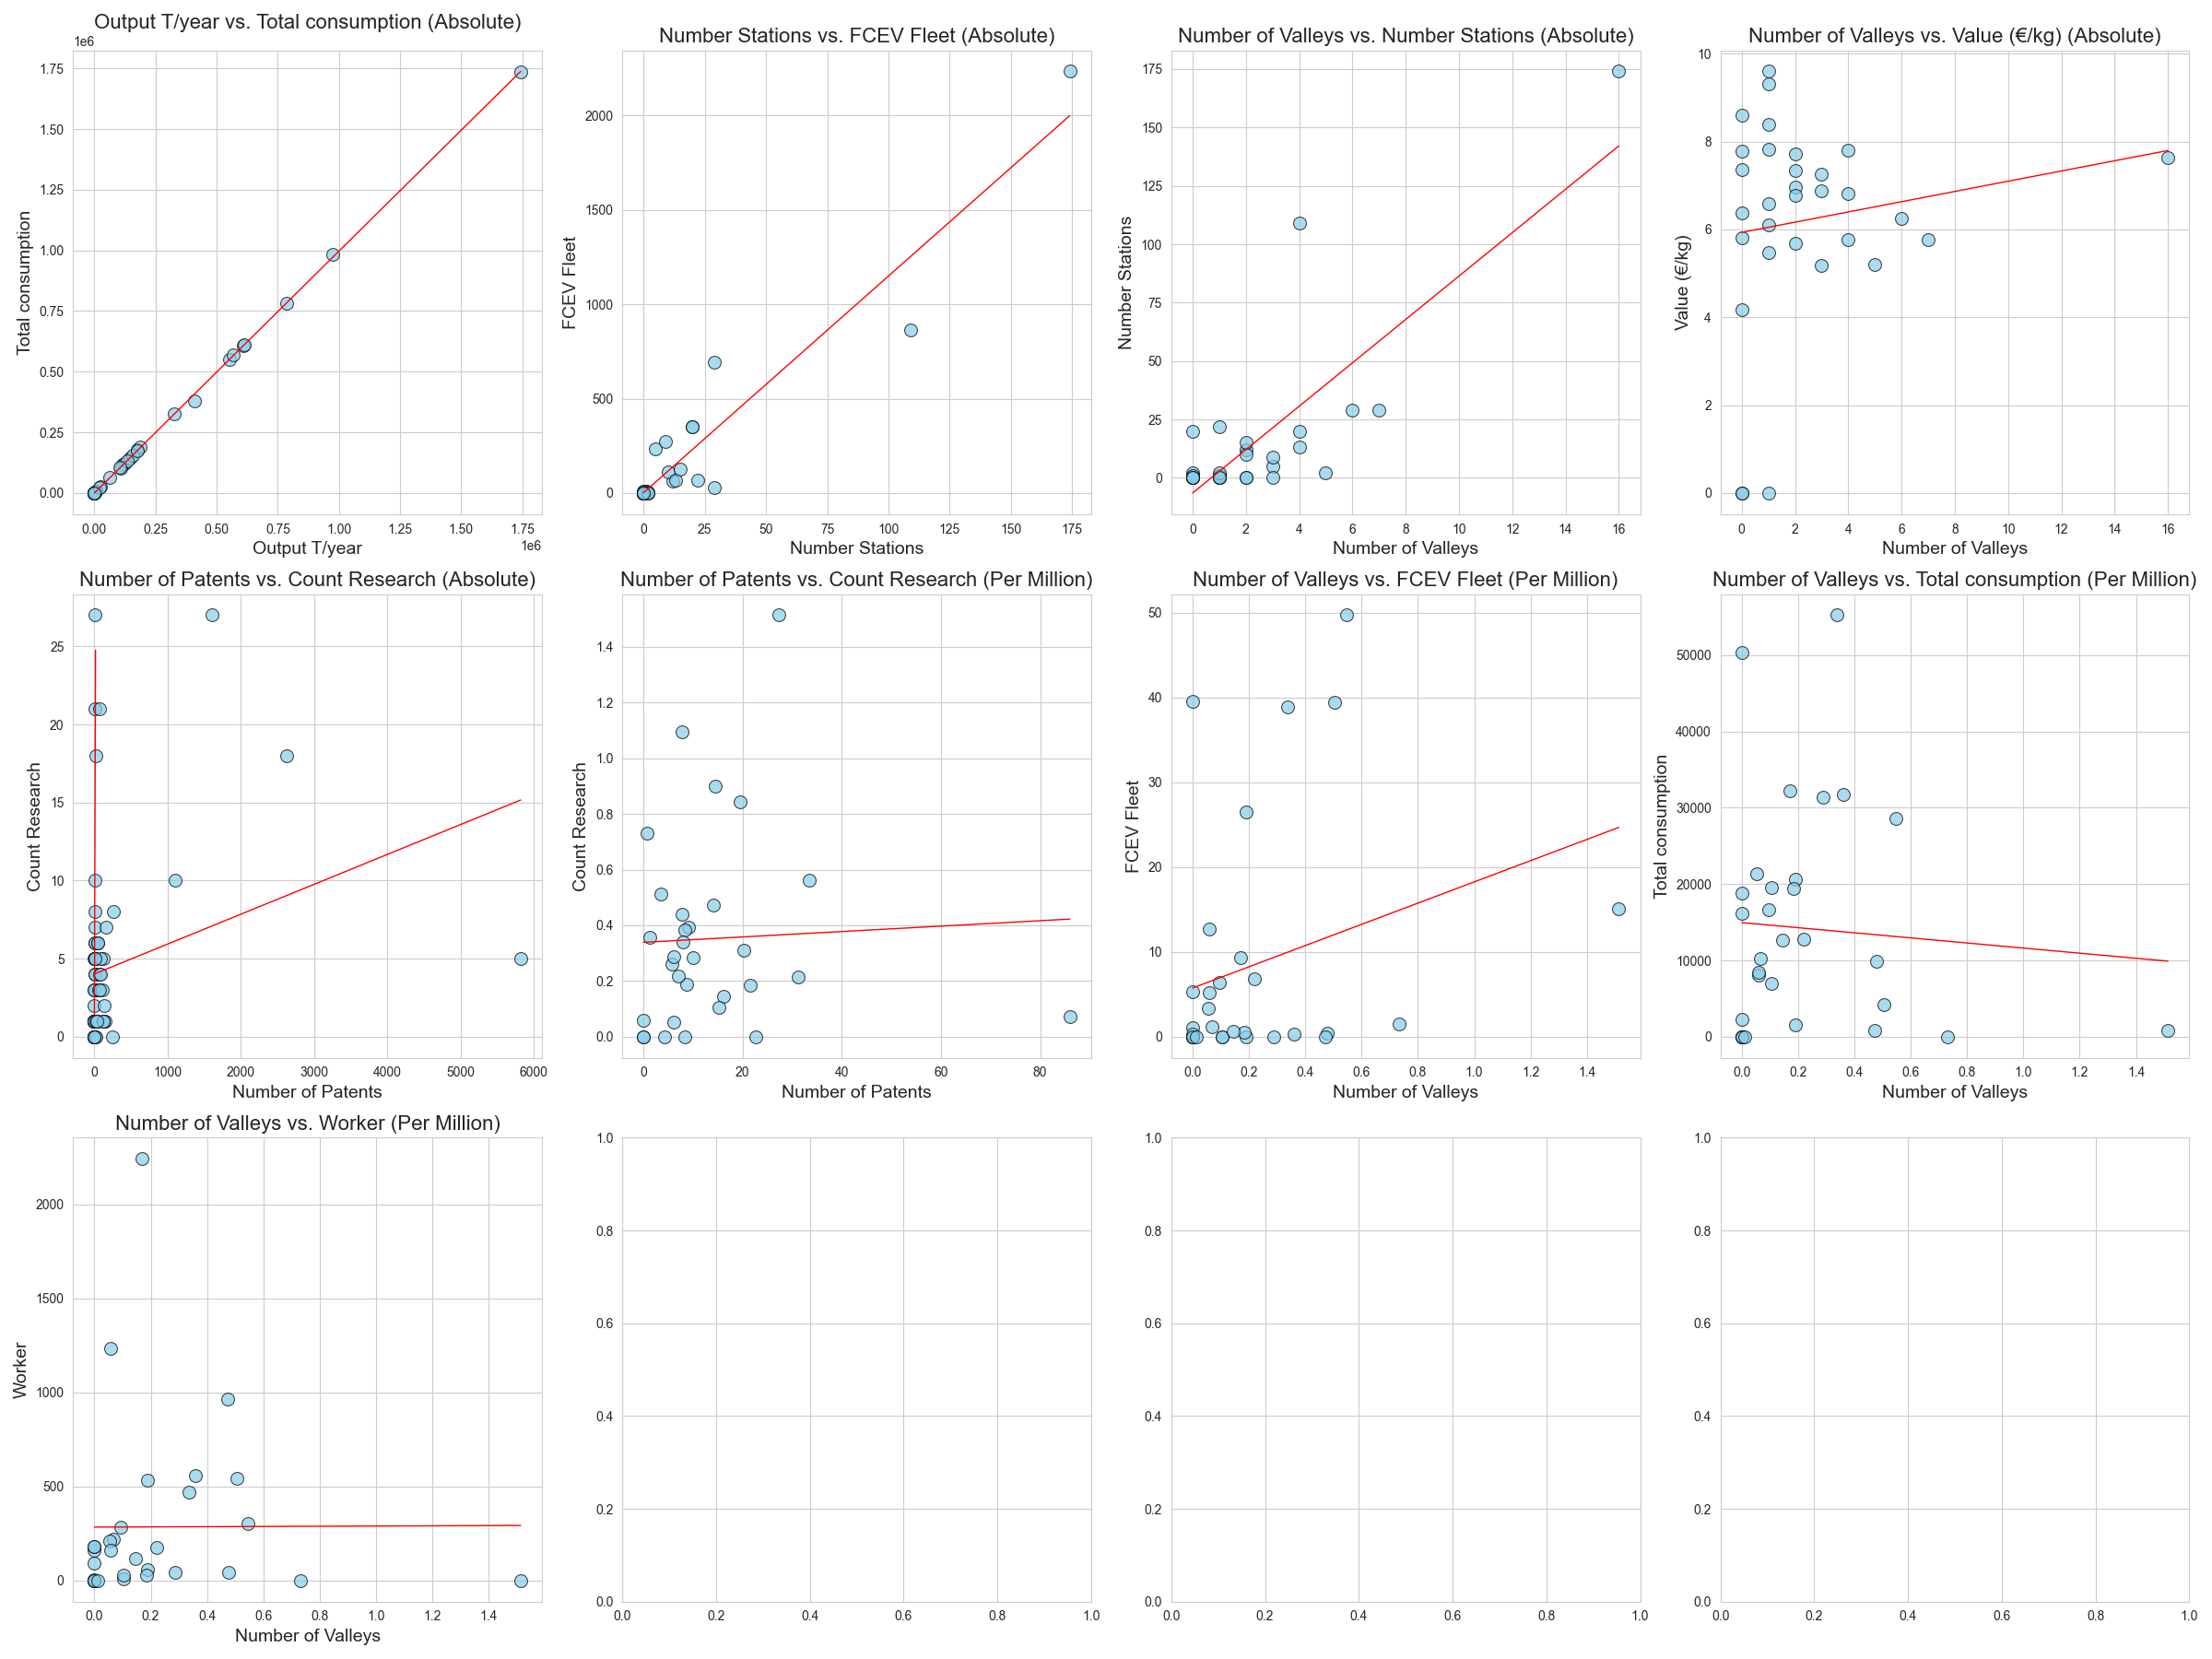 Output T/year vs. Total consumption (Absolute)
1e6
1.75
1.50
1.25
1.00
0.75
0.50
0.25
0.00
Total consumption
0.00 0.25 0.50 0.75 1.00 1.25 1.50 1.75
1e6
Output T/year
Number Stations vs. FCEV Fleet (Absolute)
2000
1500
1000
500
0
FCEV Fleet
0 25 50 75 100 125 150 175
Number Stations
Number of Valleys vs. Number Stations (Absolute)
175
150
125
100
75
50
25
0
Number Stations
0 2 4 6 8 10 12 14 16
Number of Valleys
Number of Valleys vs. Value (€/kg) (Absolute)
10
8
6
4
2
0
Value (€/kg)
0 2 4 6 8 10 12 14 16
Number of Valleys
Number of Patents vs. Count Research (Absolute)
25
20
15
10
5
0
Count Research
0 1000 2000 3000 4000 5000 6000
Number of Patents
Number of Patents vs. Count Research (Per Million)
1.4
1.2
1.0
0.8
0.6
0.4
0.2
0.0
Count Research
0 20 40 60 80
Number of Patents
Number of Valleys vs. FCEV Fleet (Per Million)
50
40
30
20
10
0
FCEV Fleet
0.0 0.2 0.4 0.6 0.8 1.0 1.2 1.4
Number of Valleys
Number of Valleys vs. Total consumption (Per Million)
50000
40000
30000
20000
10000
0
Total consumption
0.0 0.2 0.4 0.6 0.8 1.0 1.2 1.4
Number of Valleys
Number of Valleys vs. Worker (Per Million)
2000
1500
1000
500
0
Worker
0.0 0.2 0.4 0.6 0.8 1.0 1.2 1.4
Number of Valleys
1.0
0.8
0.6
0.4
0.2
0.0
0.0 0.2 0.4 0.6 0.8 1.0
1.0
0.8
0.6
0.4
0.2
0.0
0.0 0.2 0.4 0.6 0.8 1.0
1.0
0.8
0.6
0.4
0.2
0.0
0.0 0.2 0.4 0.6 0.8 1.0